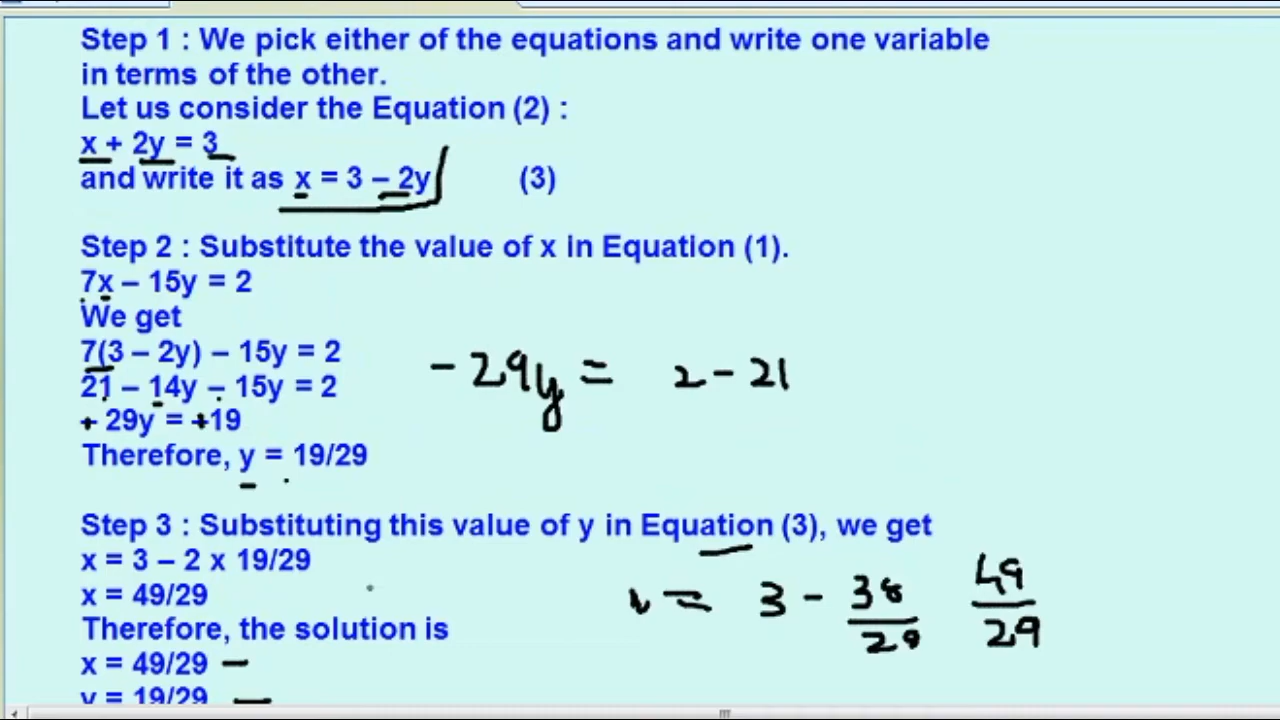 Step 1 : We pick either of the equations and write one variable
in terms of the other.
Let us consider the Equation (2) :
x + 2y = 3
and write it as x = 3 – 2y (3)
Step 2 : Substitute the value of x in Equation (1).
7x – 15y = 2
We get
7(3 – 2y) – 15y = 2
21 – 14y – 15y = 2
+ 29y = +19
Therefore, y = 19/29
-29y = 2 - 21
Step 3 : Substituting this value of y in Equation (3), we get
x = 3 – 2 x 19/29
x = 49/29
x = 3 - 38/29 49/29
Therefore, the solution is
x = 49/29
y = 19/29